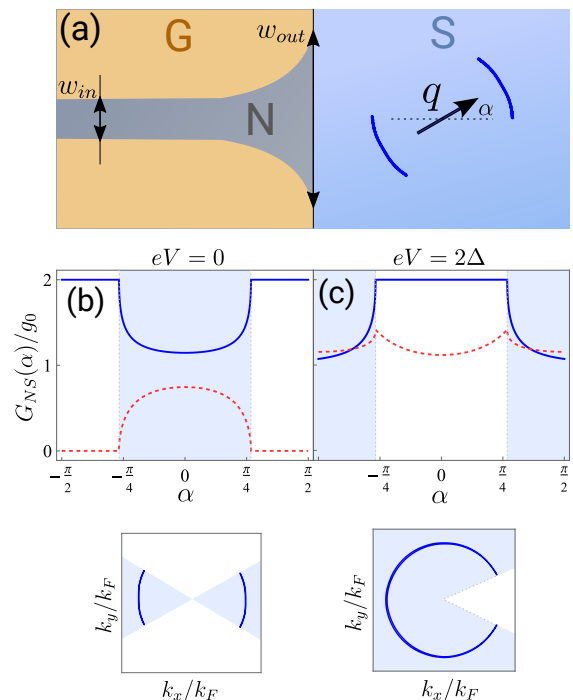 (a) G w_out S
w_in N q α
eV = 0 eV = 2Δ
(b) (c)
G_NS(α)/g_0
2
1
0
-π/2 -π/4 0 π/4 π/2
α
-π/4 0 π/4 π/2
α
k_y/k_F
k_x/k_F
k_y/k_F
k_x/k_F